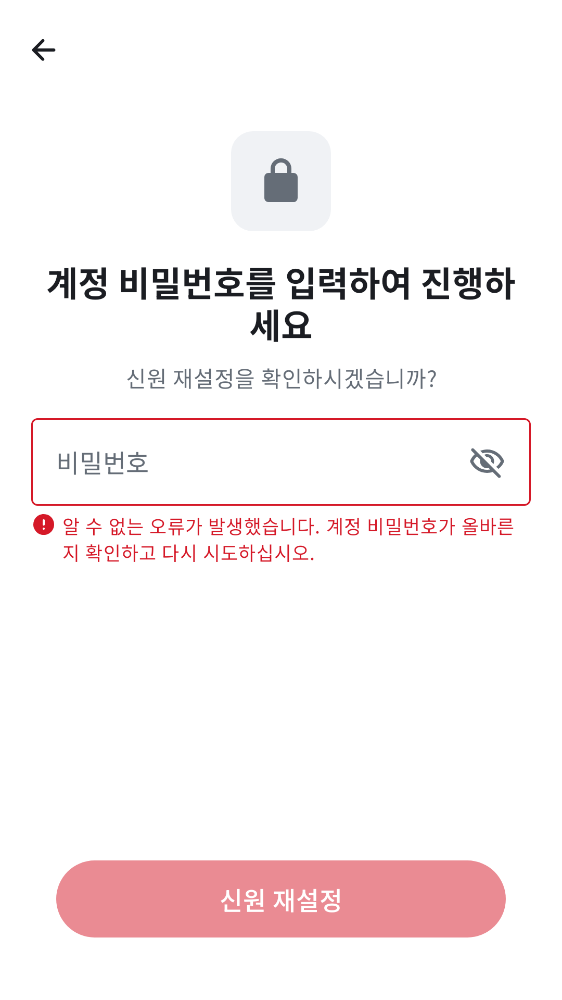 계정 비밀번호를 입력하여 진행하
세요
신원 재설정을 확인하시겠습니까?
비밀번호
알 수 없는 오류가 발생했습니다. 계정 비밀번호가 올바른
지 확인하고 다시 시도하십시오.
신원 재설정